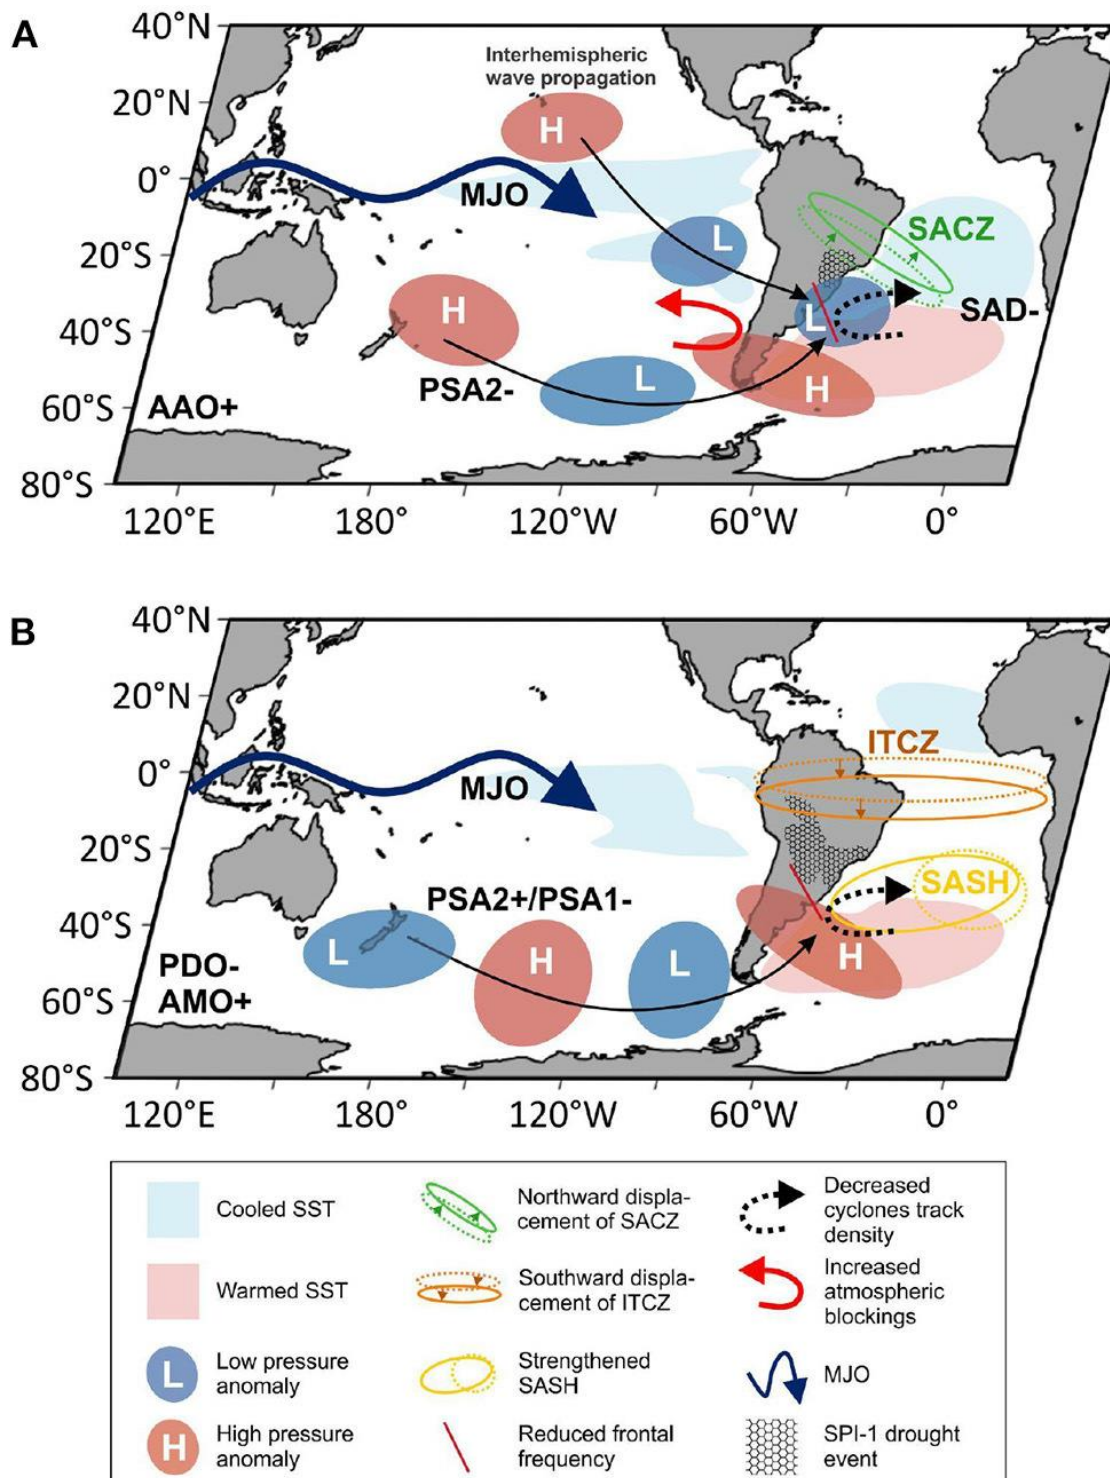 A
40°N
Interhemispheric
wave propagation
20°N
H
0°
MJO
L
SACZ
20°S
H
L
SAD-
40°S
L
H
PSA2-
60°S
AAO+
80°S
120°E 180° 120°W 60°W 0°
B
40°N
20°N
ITCZ
0°
MJO
20°S
SASH
PSA2+/PSA1-
40°S
L H L H
PDO-
AMO+
60°S
80°S
120°E 180° 120°W 60°W 0°
Cooled SST
Northward displa-
cement of SACZ
Decreased
cyclones track
density
Warmed SST
Southward displa-
cement of ITCZ
Increased
atmospheric
blockings
L
Low pressure
anomaly
Strengthened
SASH
MJO
H
High pressure
anomaly
Reduced frontal
frequency
SPI-1 drought
event